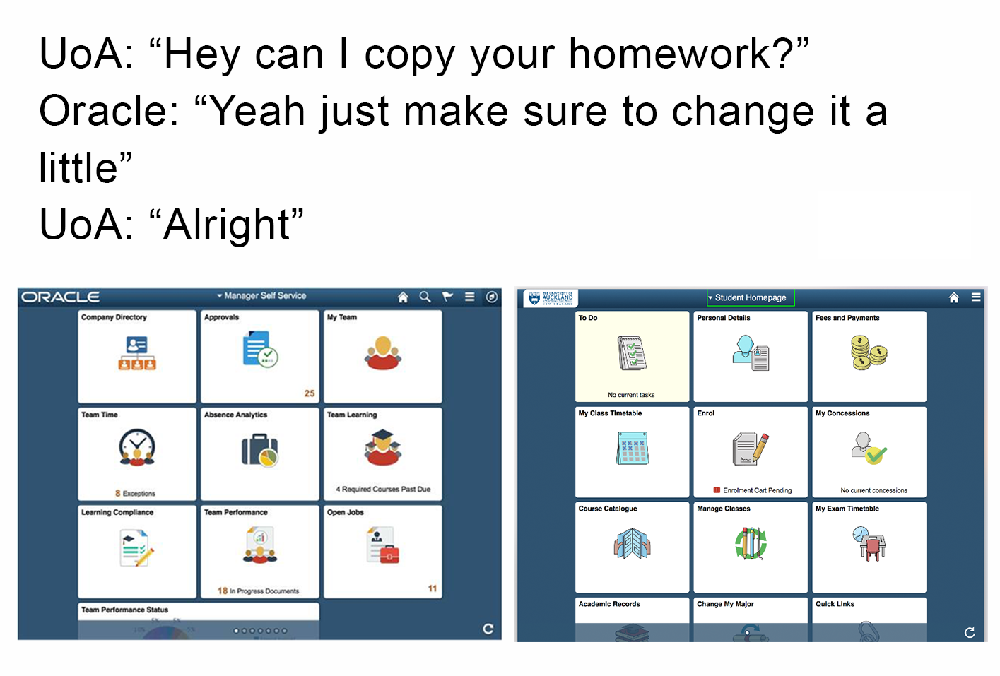 UoA: “Hey can I copy your homework?”
Oracle: “Yeah just make sure to change it a
little”
UoA: “Alright”
ORACLE
Manager Self Service
Company Directory
Approvals
25
My Team
Team Time
8 Exceptions
Absence Analytics
Team Learning
4 Required Courses Past Due
Learning Compliance
Team Performance
18 In Progress Documents
Open Jobs
11
Team Performance Status
5%
5%
10%
5%
THE UNIVERSITY OF
AUCKLAND
NEW ZEALAND
Student Homepage
To Do
No current tasks
Personal Details
Fees and Payments
My Class Timetable
Enrol
Enrolment Cart Pending
My Concessions
No current concessions
Course Catalogue
Manage Classes
My Exam Timetable
Academic Records
Change My Major
Quick Links